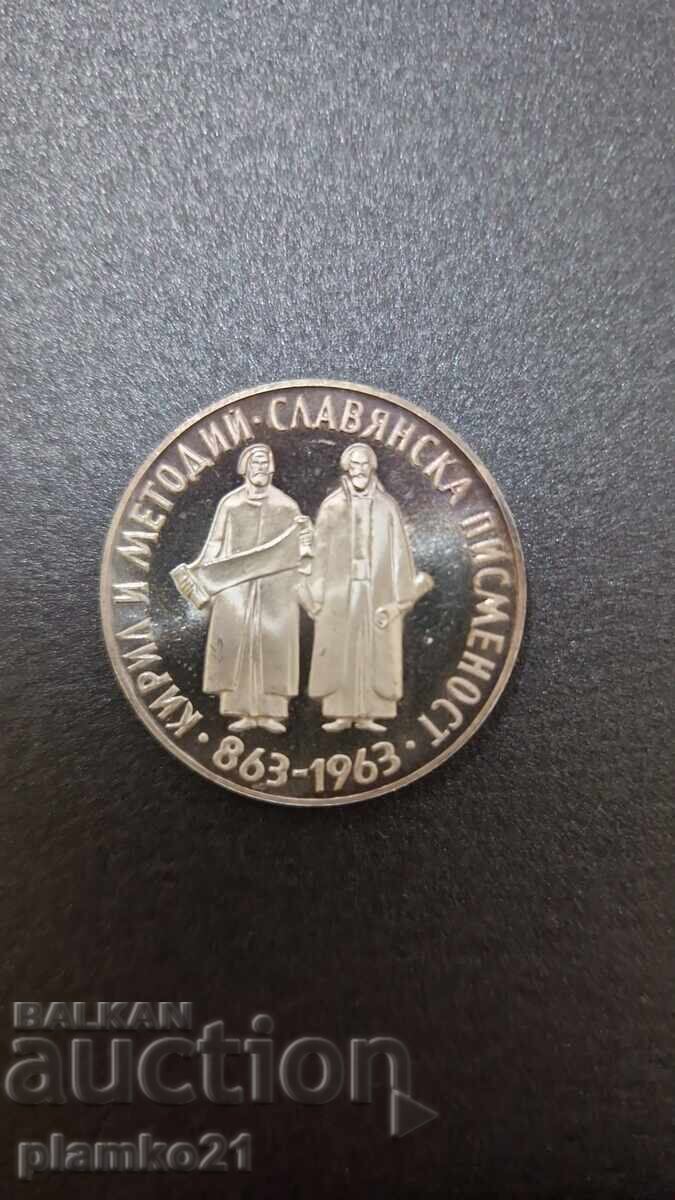 КИРИЛ И МЕТОДИЙ · СЛАВЯНСКА ПИСМЕНОСТ ·
863-1963 ·
BALKAN
auction
plamko21